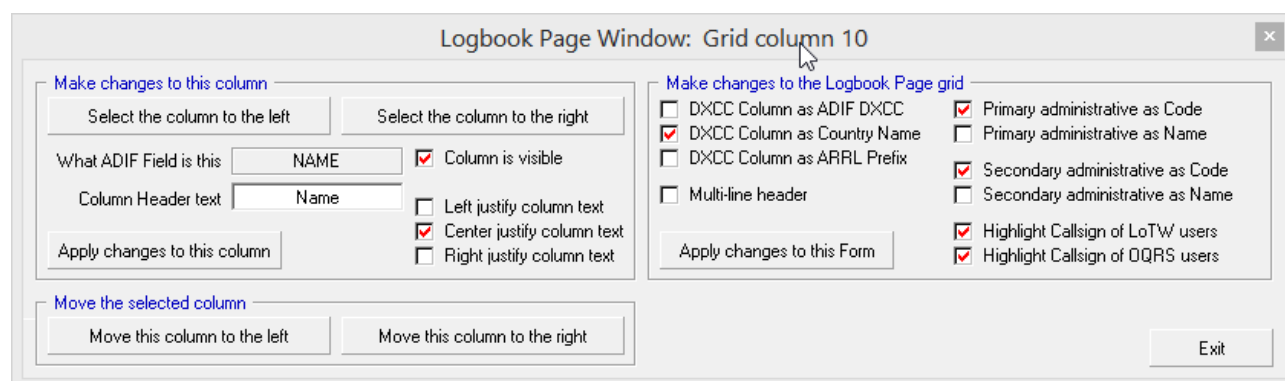 Logbook Page Window:  Grid column 10
Make changes to this column
Select the column to the left
Select the column to the right
What ADIF Field is this
NAME
Column is visible
Column Header text
Name
Left justify column text
Center justify column text
Right justify column text
Apply changes to this column
Move the selected column
Move this column to the left
Move this column to the right
Make changes to the Logbook Page grid
DXCC Column as ADIF DXCC
DXCC Column as Country Name
DXCC Column as ARRL Prefix
Multi-line header
Apply changes to this Form
Primary administrative as Code
Primary administrative as Name
Secondary administrative as Code
Secondary administrative as Name
Highlight Callsign of LoTW users
Highlight Callsign of OQRS users
Exit